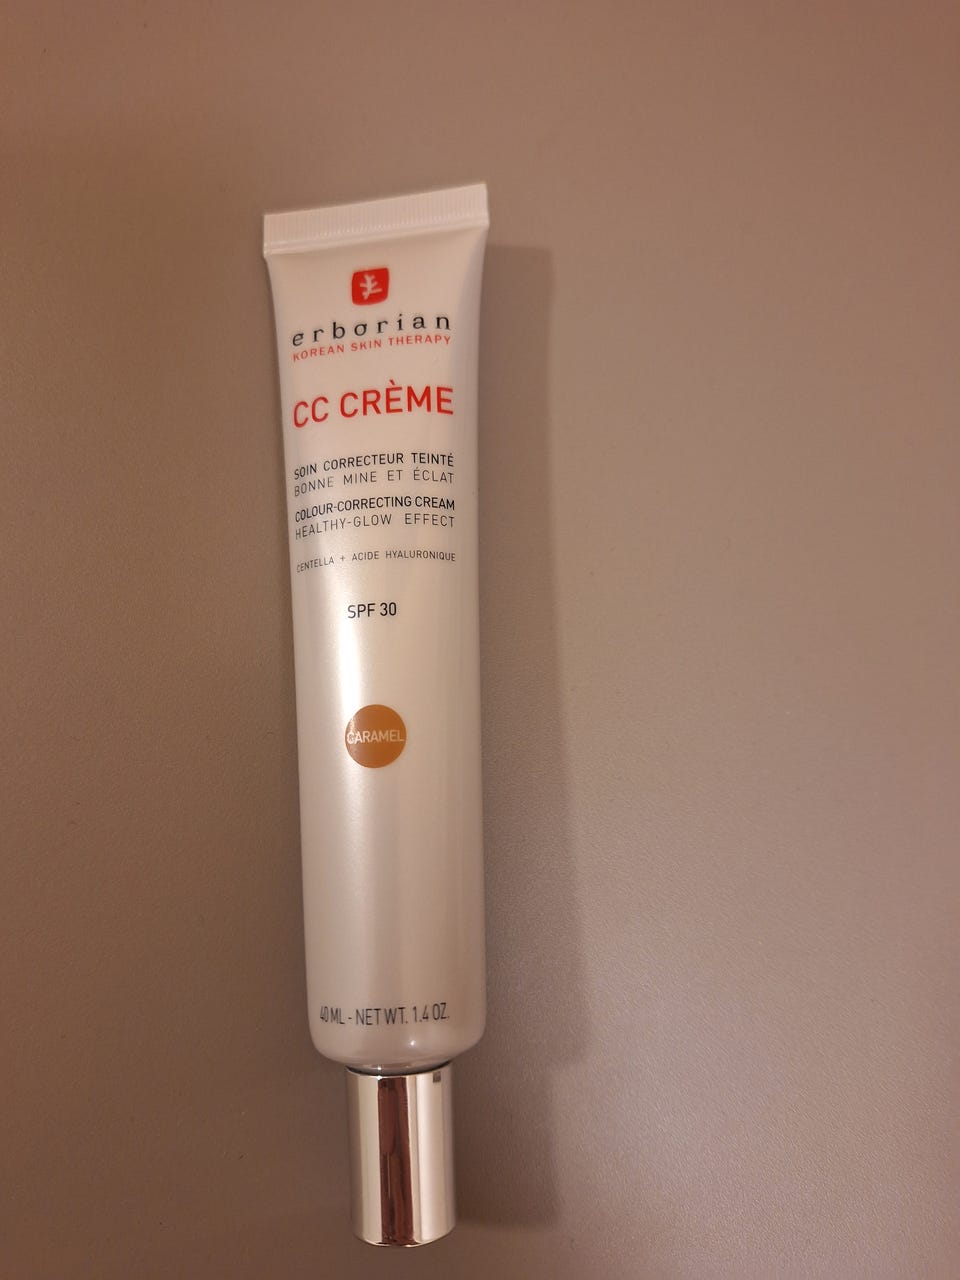 erborian
KOREAN SKIN THERAPY
CC CRÈME
SOIN CORRECTEUR TEINTÉ
BONNE MINE ET ÉCLAT
COLOUR-CORRECTING CREAM
HEALTHY-GLOW EFFECT
CENTELLA + ACIDE HYALURONIQUE
SPF 30
CARAMEL
40 ML - NET WT. 1.4 OZ.